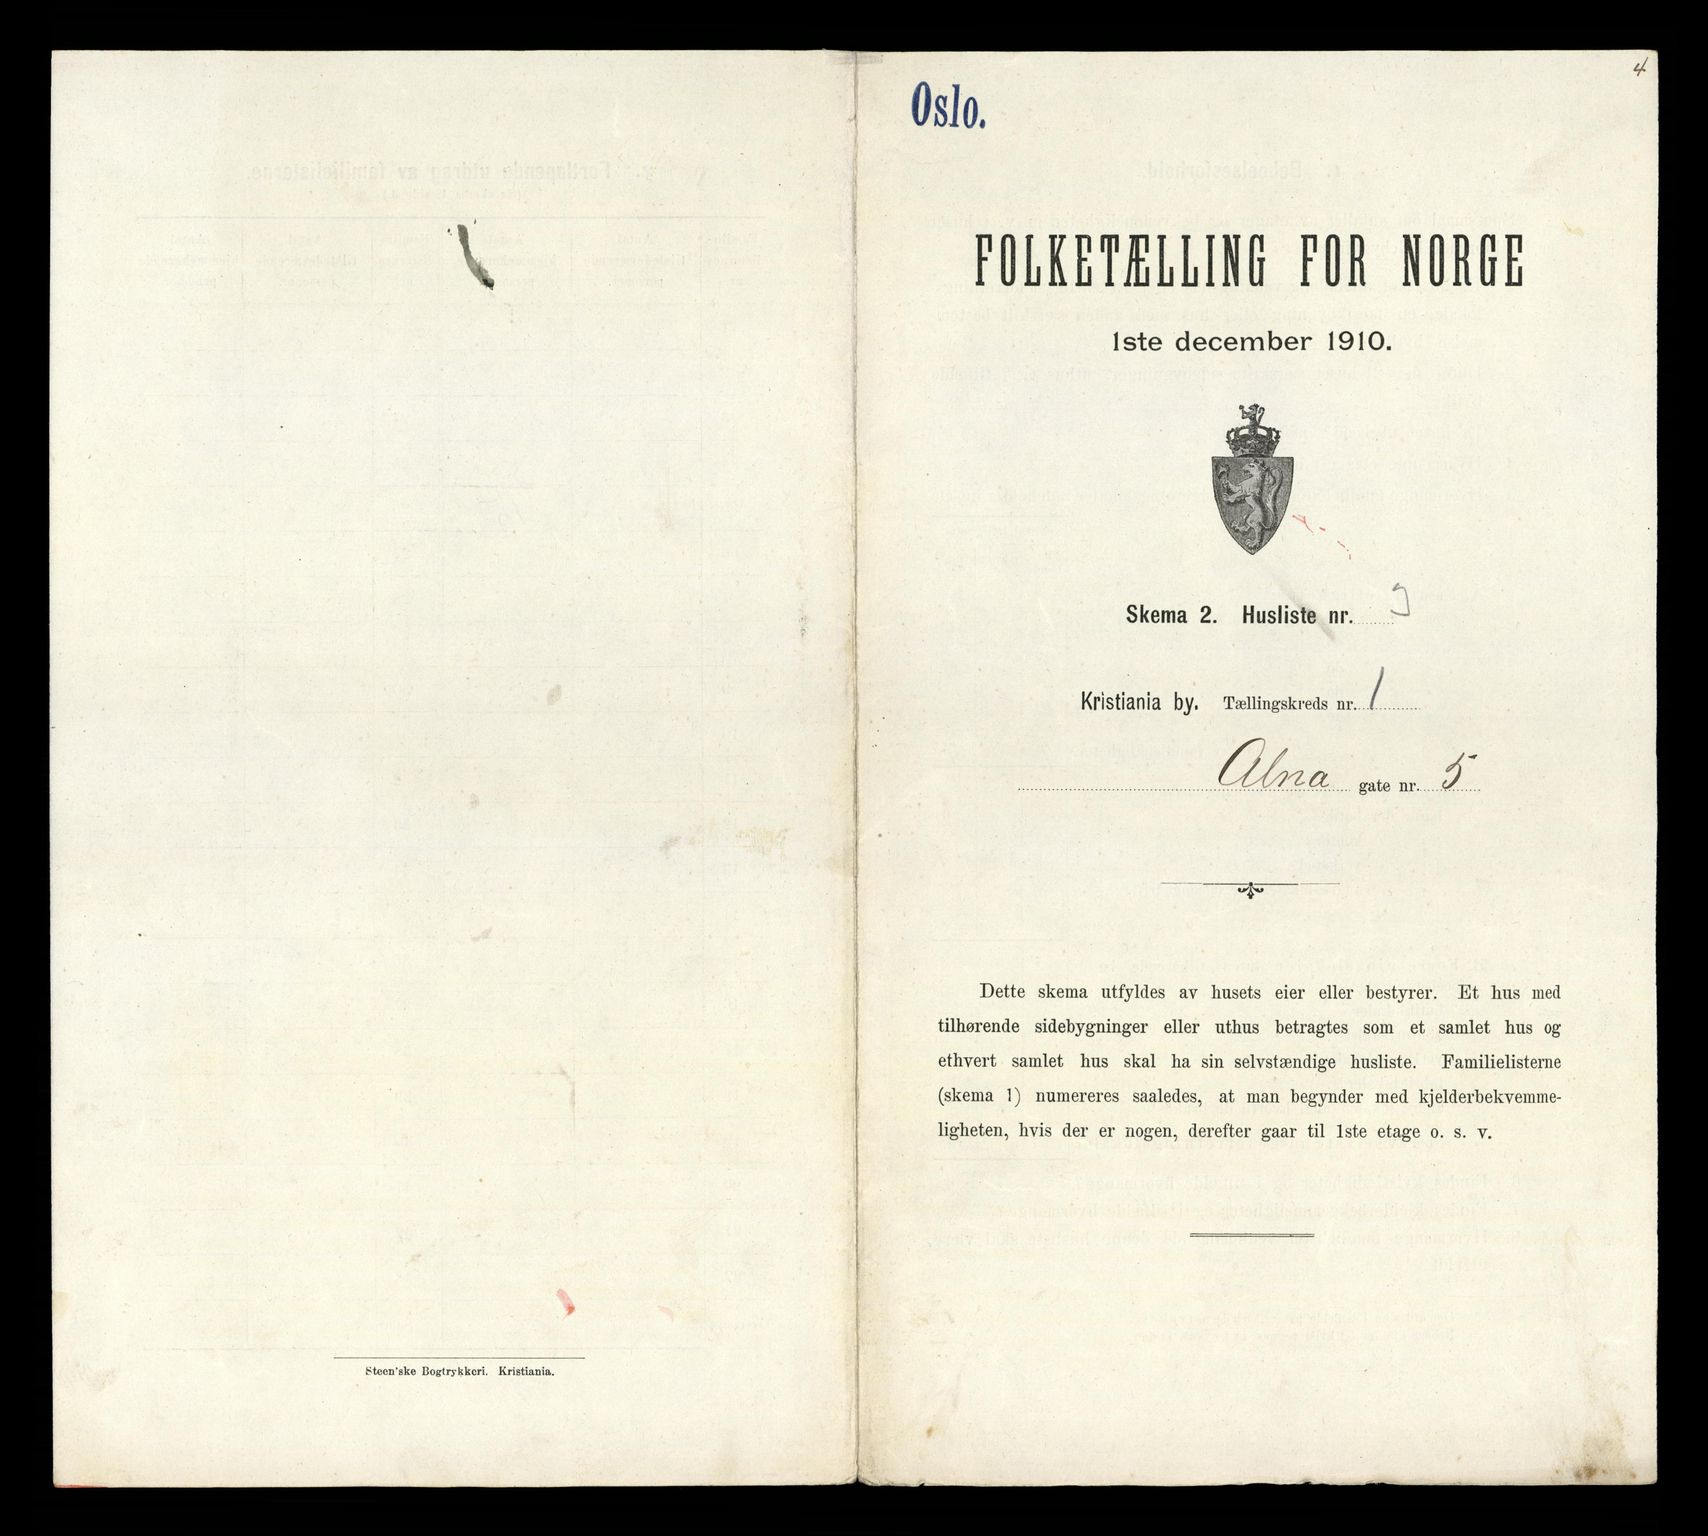 Steen'ske Bogtrykkeri. Kristiania.
4
Oslo.
FOLKETÆLLING FOR NORGE
1ste december 1910.
Skema 2. Husliste nr. 9
Kristiania by. Tællingskreds nr. 1
Alna gate nr. 5
Dette skema utfyldes av husets eier eller bestyrer. Et hus med
tilhørende sidebygninger eller uthus betragtes som et samlet hus og
ethvert samlet hus skal ha sin selvstændige husliste. Familielisterne
(skema 1) numereres saaledes, at man begynder med kjelderbekvemme-
ligheten, hvis der er nogen, derefter gaar til 1ste etage o. s. v.